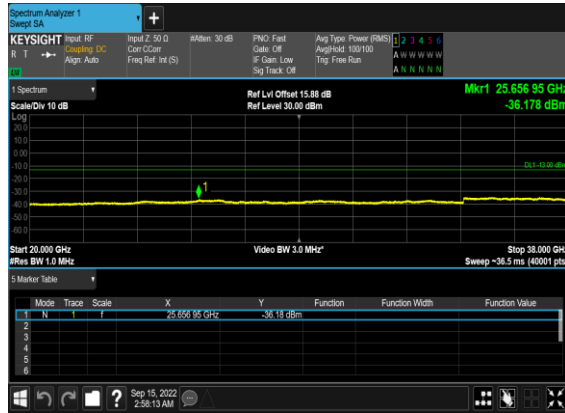 Spectrum Analyzer 1
Swept SA
+
KEYSIGHT Input: RF Input Z: 50 Ω #Atten: 30 dB PNO: Fast Avg Type: Power (RMS) 1 2 3 4 5 6
R T Coupling: DC Corr CCorr Gate: Off Avg|Hold: 100/100 A W W W W W
Align: Auto Freq Ref: Int (S) IF Gain: Low Trig: Free Run
LW Sig Track: Off A N N N N N
1 Spectrum Ref Lvl Offset 15.88 dB Mkr1 25.656 95 GHz
Scale/Div 10 dB Ref Level 30.00 dBm -36.178 dBm
Log
20.0
10.0
0.00
-10.0
DL1 -13.00 dBm
-20.0
1
-30.0
-40.0
-50.0
-60.0
Start 20.000 GHz Video BW 3.0 MHz* Stop 38.000 GHz
#Res BW 1.0 MHz Sweep ~36.5 ms (40001 pts)
5 Marker Table
Mode Trace Scale X Y Function Function Width Function Value
1 N 1 f 25.656 95 GHz -36.18 dBm
2
3
4
5
6
? Sep 15, 2022
2:58:13 AM